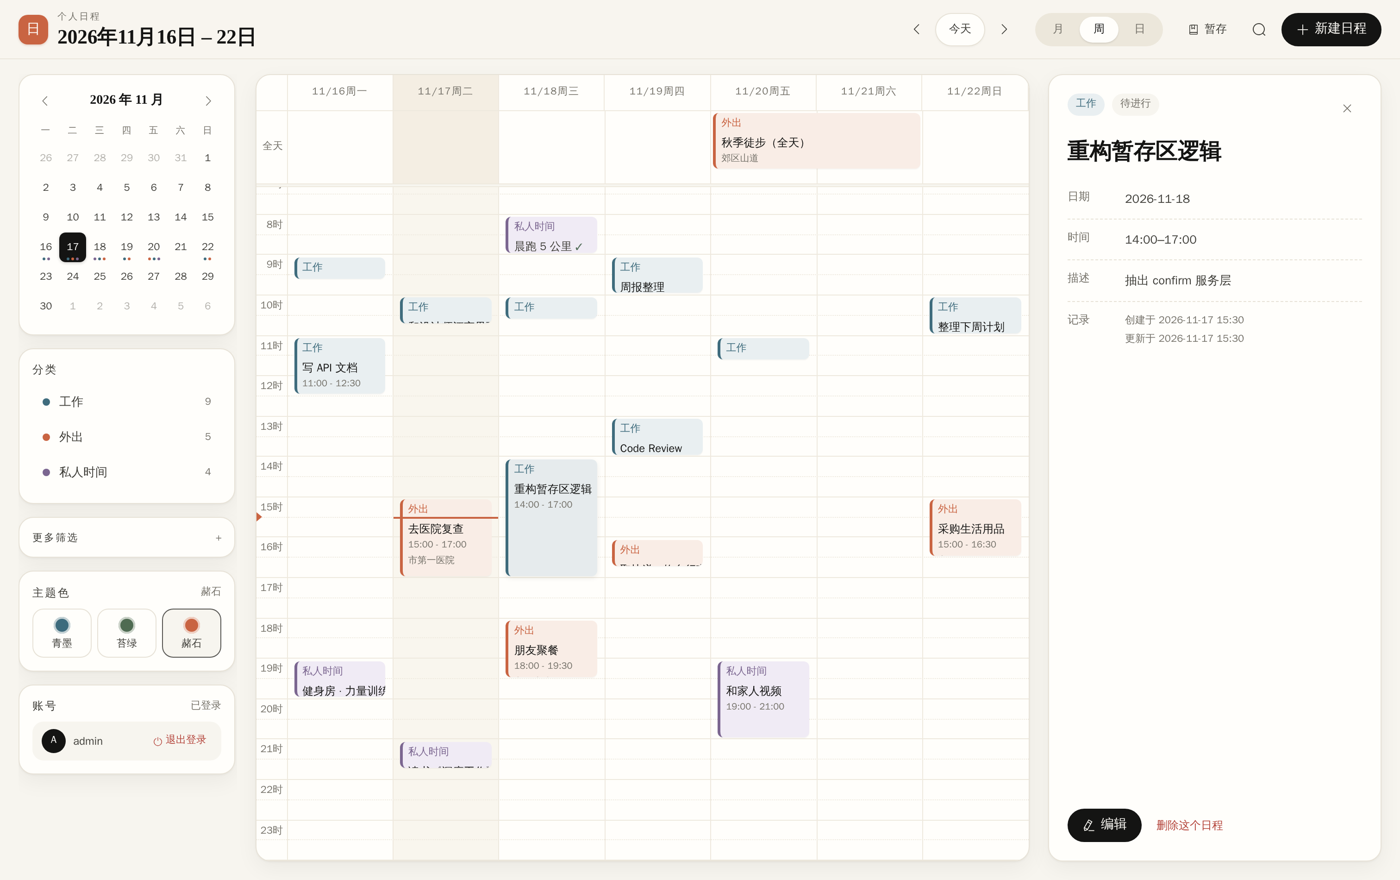 日
个人日程
2026年11月16日 – 22日
今天
月
周
日
暂存
新建日程
2026 年 11 月
一 二 三 四 五 六 日
26 27 28 29 30 31 1
2 3 4 5 6 7 8
9 10 11 12 13 14 15
16 17 18 19 20 21 22
23 24 25 26 27 28 29
30 1 2 3 4 5 6
分类
工作 9
外出 5
私人时间 4
更多筛选 +
主题色 赭石
青墨
苔绿
赭石
账号 已登录
A admin 退出登录
11/16周一 11/17周二 11/18周三 11/19周四 11/20周五 11/21周六 11/22周日
全天
外出
秋季徒步（全天）
郊区山道
8时
私人时间
晨跑 5 公里 ✓
9时
工作
工作
周报整理
10时
工作
工作
工作
整理下周计划
11时
工作
写 API 文档
11:00 - 12:30
工作
12时
13时
工作
Code Review
14时
工作
重构暂存区逻辑
14:00 - 17:00
15时
外出
去医院复查
15:00 - 17:00
市第一医院
外出
采购生活用品
15:00 - 16:30
16时
外出
17时
18时
外出
朋友聚餐
18:00 - 19:30
19时
私人时间
健身房 · 力量训练
私人时间
和家人视频
19:00 - 21:00
20时
21时
私人时间
22时
23时
工作
待进行
重构暂存区逻辑
日期 2026-11-18
时间 14:00–17:00
描述 抽出 confirm 服务层
记录 创建于 2026-11-17 15:30
更新于 2026-11-17 15:30
编辑
删除这个日程